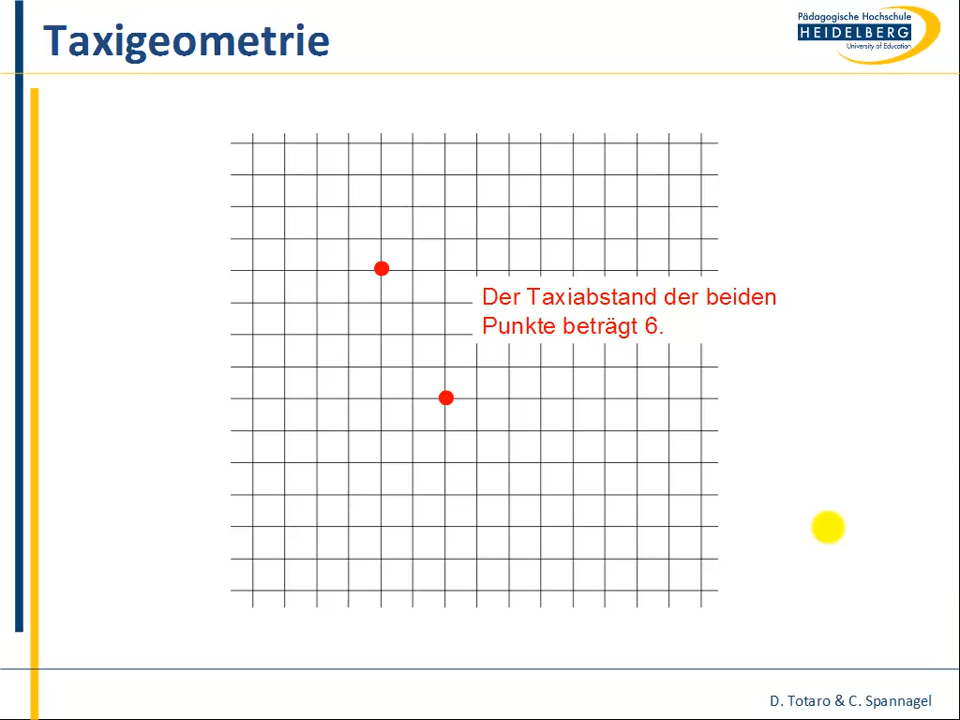 Taxigeometrie
Pädagogische Hochschule
HEIDELBERG
University of Education
Der Taxiabstand der beiden
Punkte beträgt 6.
D. Totaro & C. Spannagel